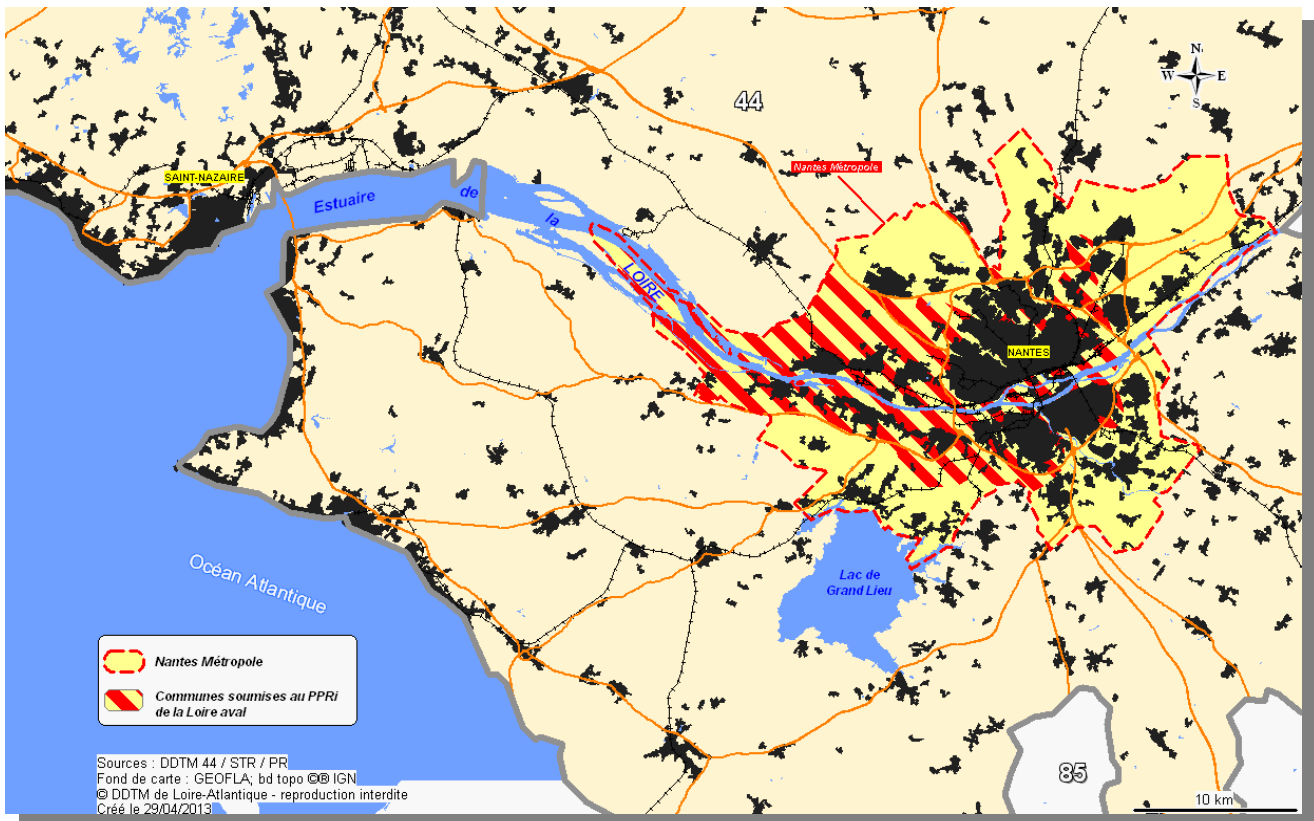 N
W E
S
44
Nantes Métropole
SAINT-NAZAIRE
Estuaire de la LOIRE
NANTES
Lac de
Grand Lieu
Océan Atlantique
Nantes Métropole
Communes soumises au PPRi
de la Loire aval
85
Sources : DDTM 44 / STR / PR
Fond de carte : GEOFLA; bd topo ©® IGN
© DDTM de Loire-Atlantique - reproduction interdite
Créé le 29/04/2013
10 km